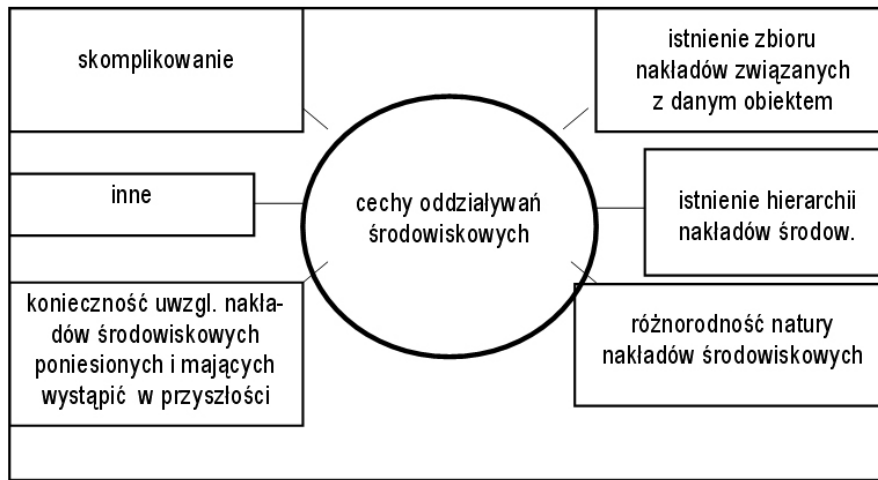 skomplikowanie
istnienie zbioru
nakładów związanych
z danym obiektem
inne
cechy oddziaływań
środowiskowych
istnienie hierarchii
nakładów środow.
konieczność uwzgl. nakła-
dów środowiskowych
poniesionych i mających
wystąpić w przyszłości
różnorodność natury
nakładów środowiskowych